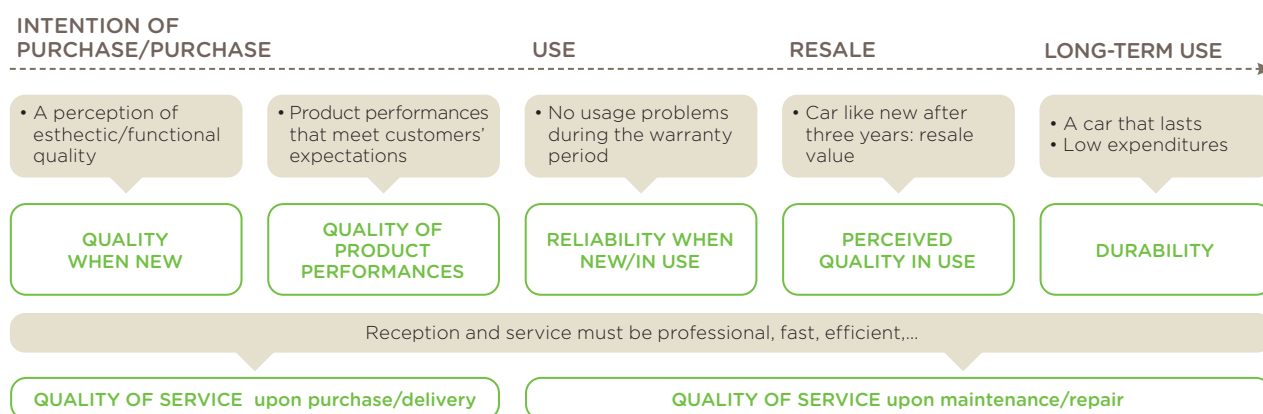 INTENTION OF
PURCHASE/PURCHASE
USE
RESALE
LONG-TERM USE
• A perception of
esthectic/functional
quality
• Product performances
that meet customers’
expectations
• No usage problems
during the warranty
period
• Car like new after
three years: resale
value
• A car that lasts
• Low expenditures
QUALITY
WHEN NEW
QUALITY OF
PRODUCT
PERFORMANCES
RELIABILITY WHEN
NEW/IN USE
PERCEIVED
QUALITY IN USE
DURABILITY
Reception and service must be professional, fast, efficient,...
QUALITY OF SERVICE upon purchase/delivery
QUALITY OF SERVICE upon maintenance/repair